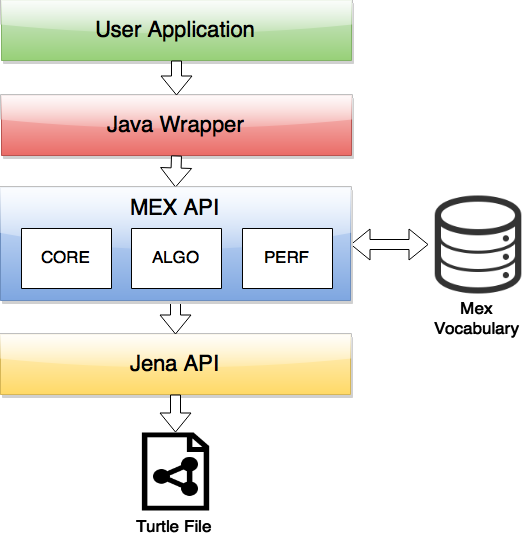 User Application
Java Wrapper
MEX API
CORE
ALGO
PERF
Mex
Vocabulary
Jena API
Turtle File